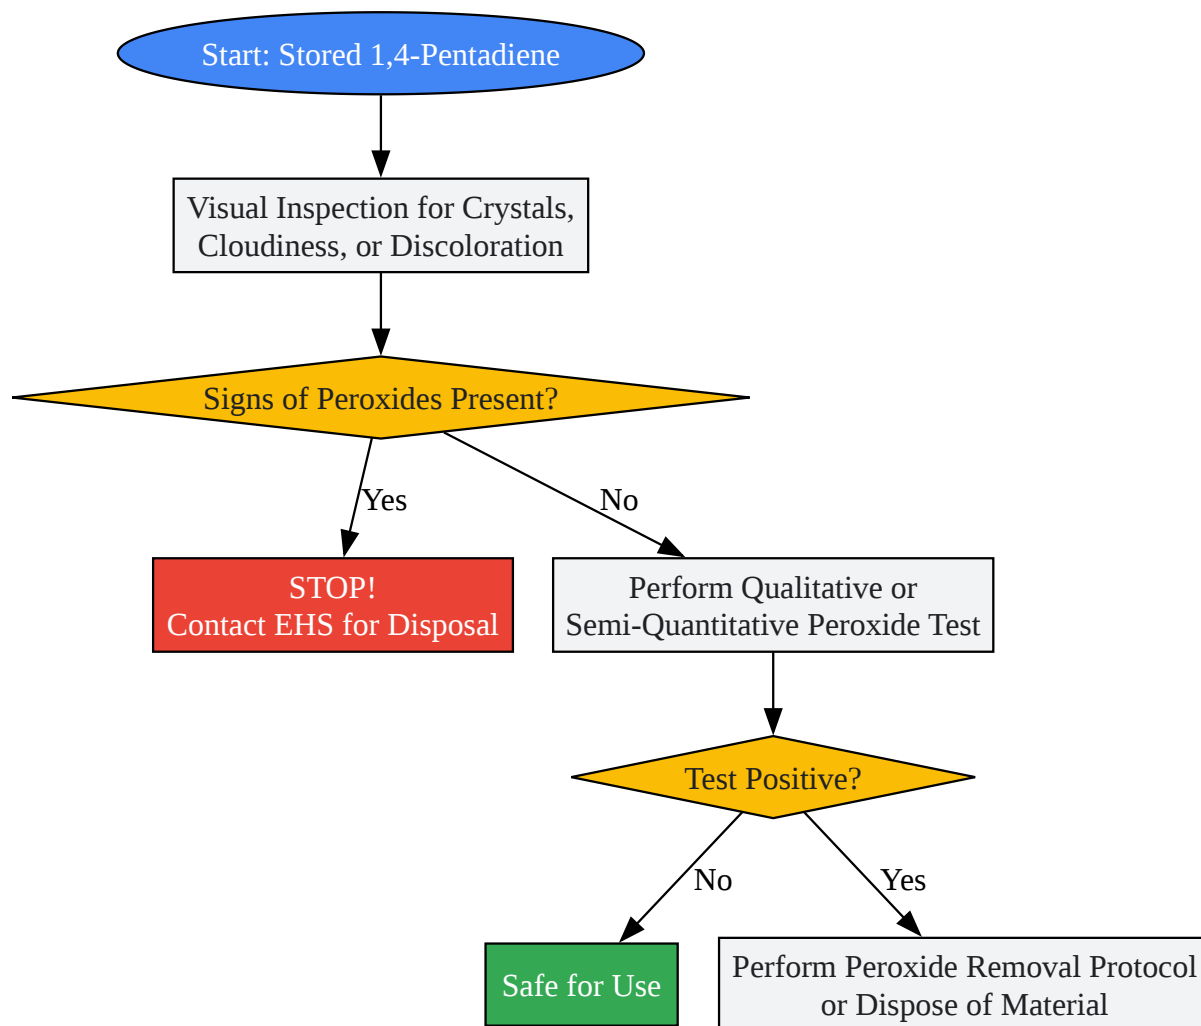 Start: Stored 1,4-Pentadiene
Visual Inspection for Crystals,
Cloudiness, or Discoloration
Signs of Peroxides Present?
Yes
No
STOP!
Contact EHS for Disposal
Perform Qualitative or
Semi-Quantitative Peroxide Test
Test Positive?
No
Yes
Safe for Use
Perform Peroxide Removal Protocol
or Dispose of Material